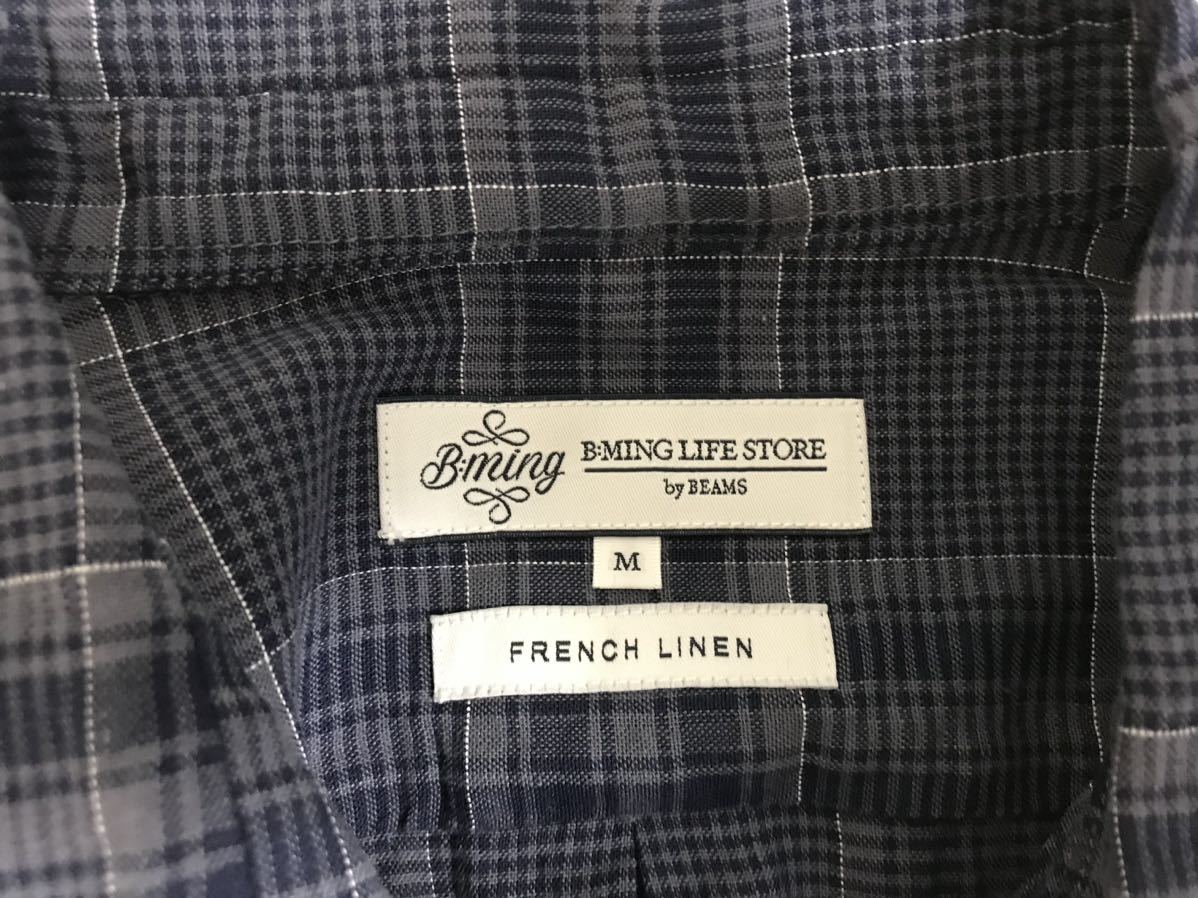 B:ming
B:MING LIFE STORE
by BEAMS
M
FRENCH LINEN